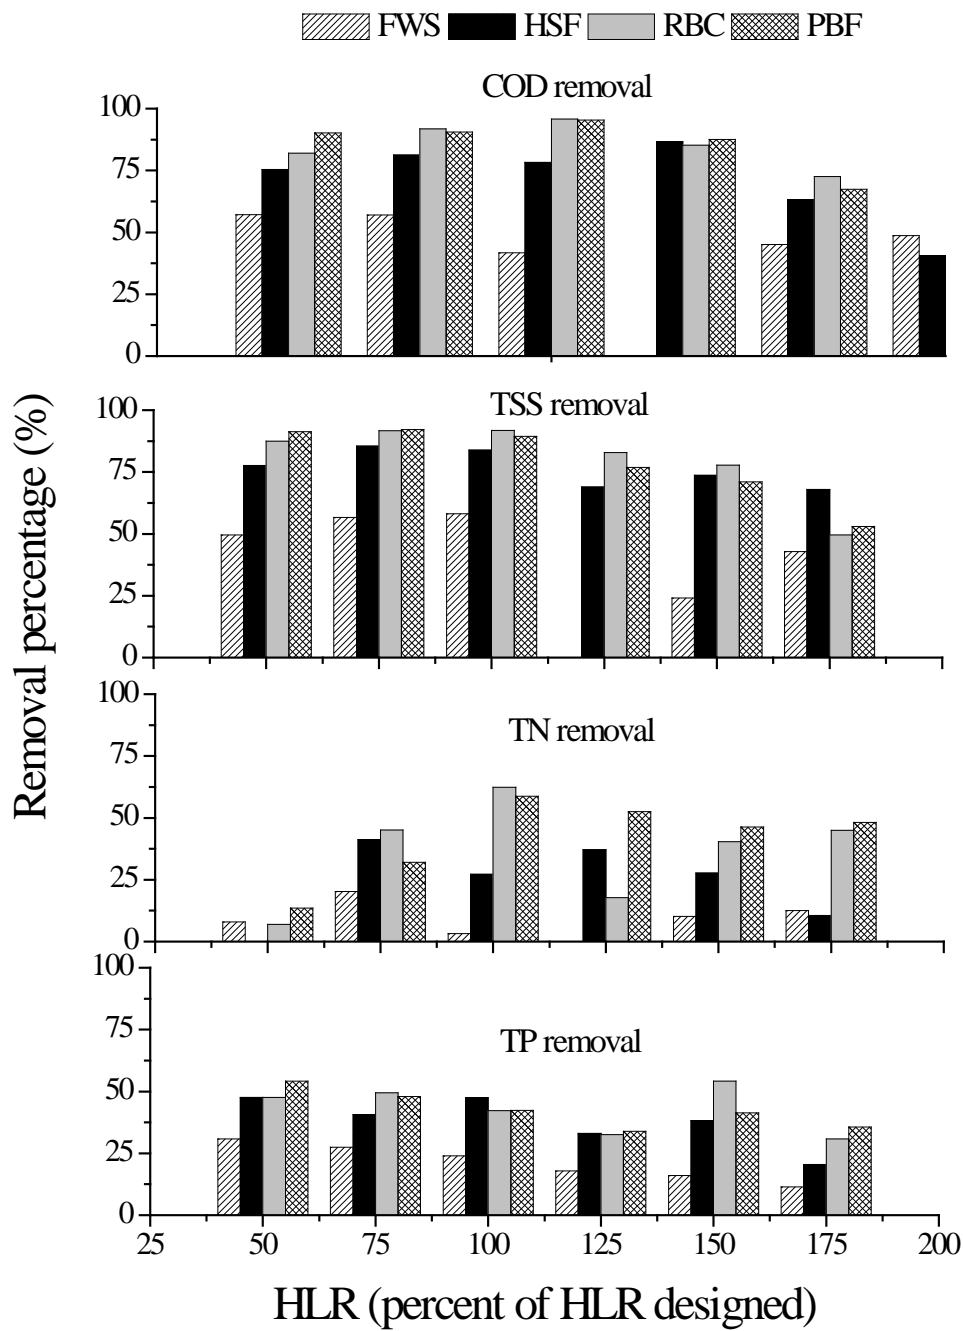 FWS HSF RBC PBF
COD removal
100
75
50
25
0
TSS removal
100
75
50
25
0
TN removal
100
75
50
25
0
TP removal
100
75
50
25
0
25 50 75 100 125 150 175 200
Removal percentage (%)
HLR (percent of HLR designed)